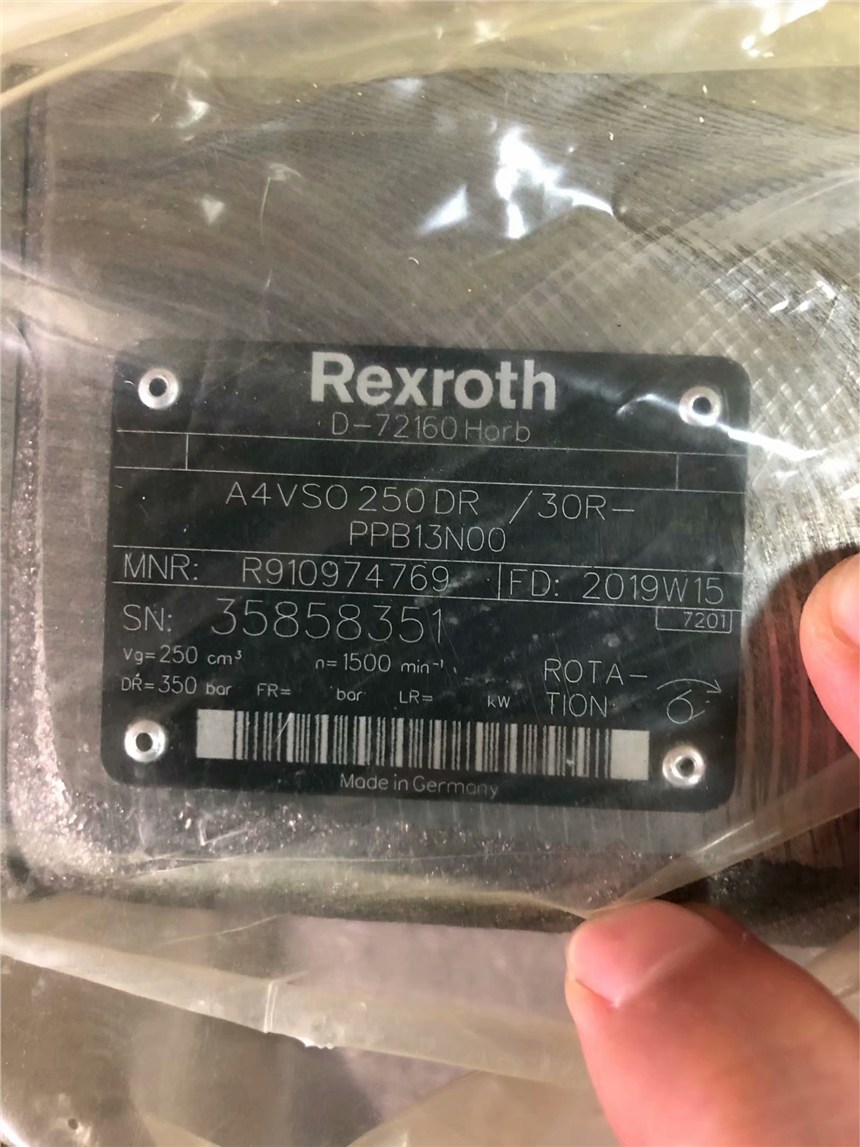 Rexroth
D-72160 Horb
A4VSO 250 DR /30R-
PPB13N00
MNR: R910974769 FD: 2019W15
SN: 35858351 7201
Vg=250 cm³ n=1500 min⁻¹ ROTA-
DR=350 bar FR= bar LR= kW TION
Made in Germany